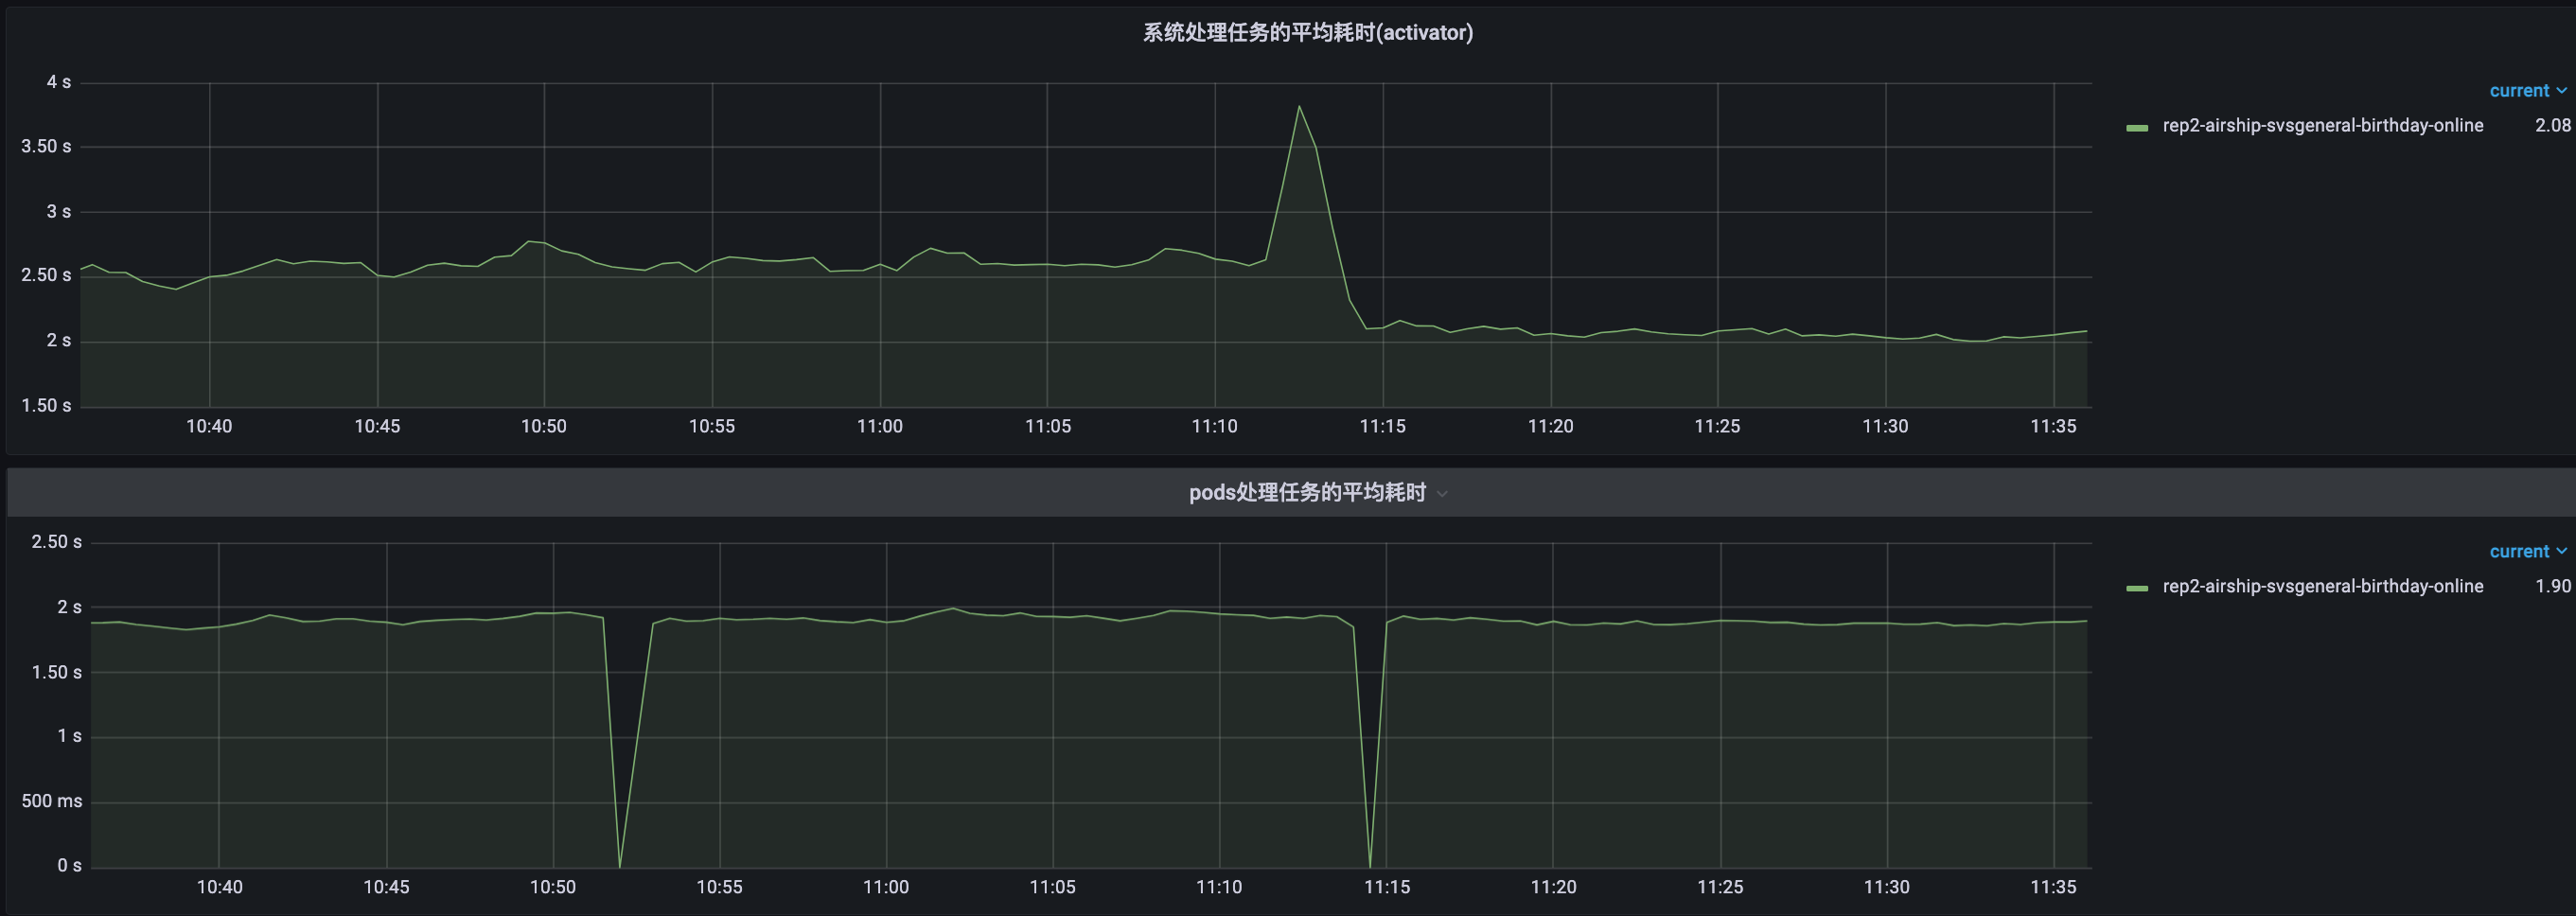 系统处理任务的平均耗时(activator)
4 s
3.50 s
3 s
2.50 s
2 s
1.50 s
10:40 10:45 10:50 10:55 11:00 11:05 11:10 11:15 11:20 11:25 11:30 11:35
current
rep2-airship-svsgeneral-birthday-online 2.08
pods处理任务的平均耗时
2.50 s
2 s
1.50 s
1 s
500 ms
0 s
10:40 10:45 10:50 10:55 11:00 11:05 11:10 11:15 11:20 11:25 11:30 11:35
current
rep2-airship-svsgeneral-birthday-online 1.90